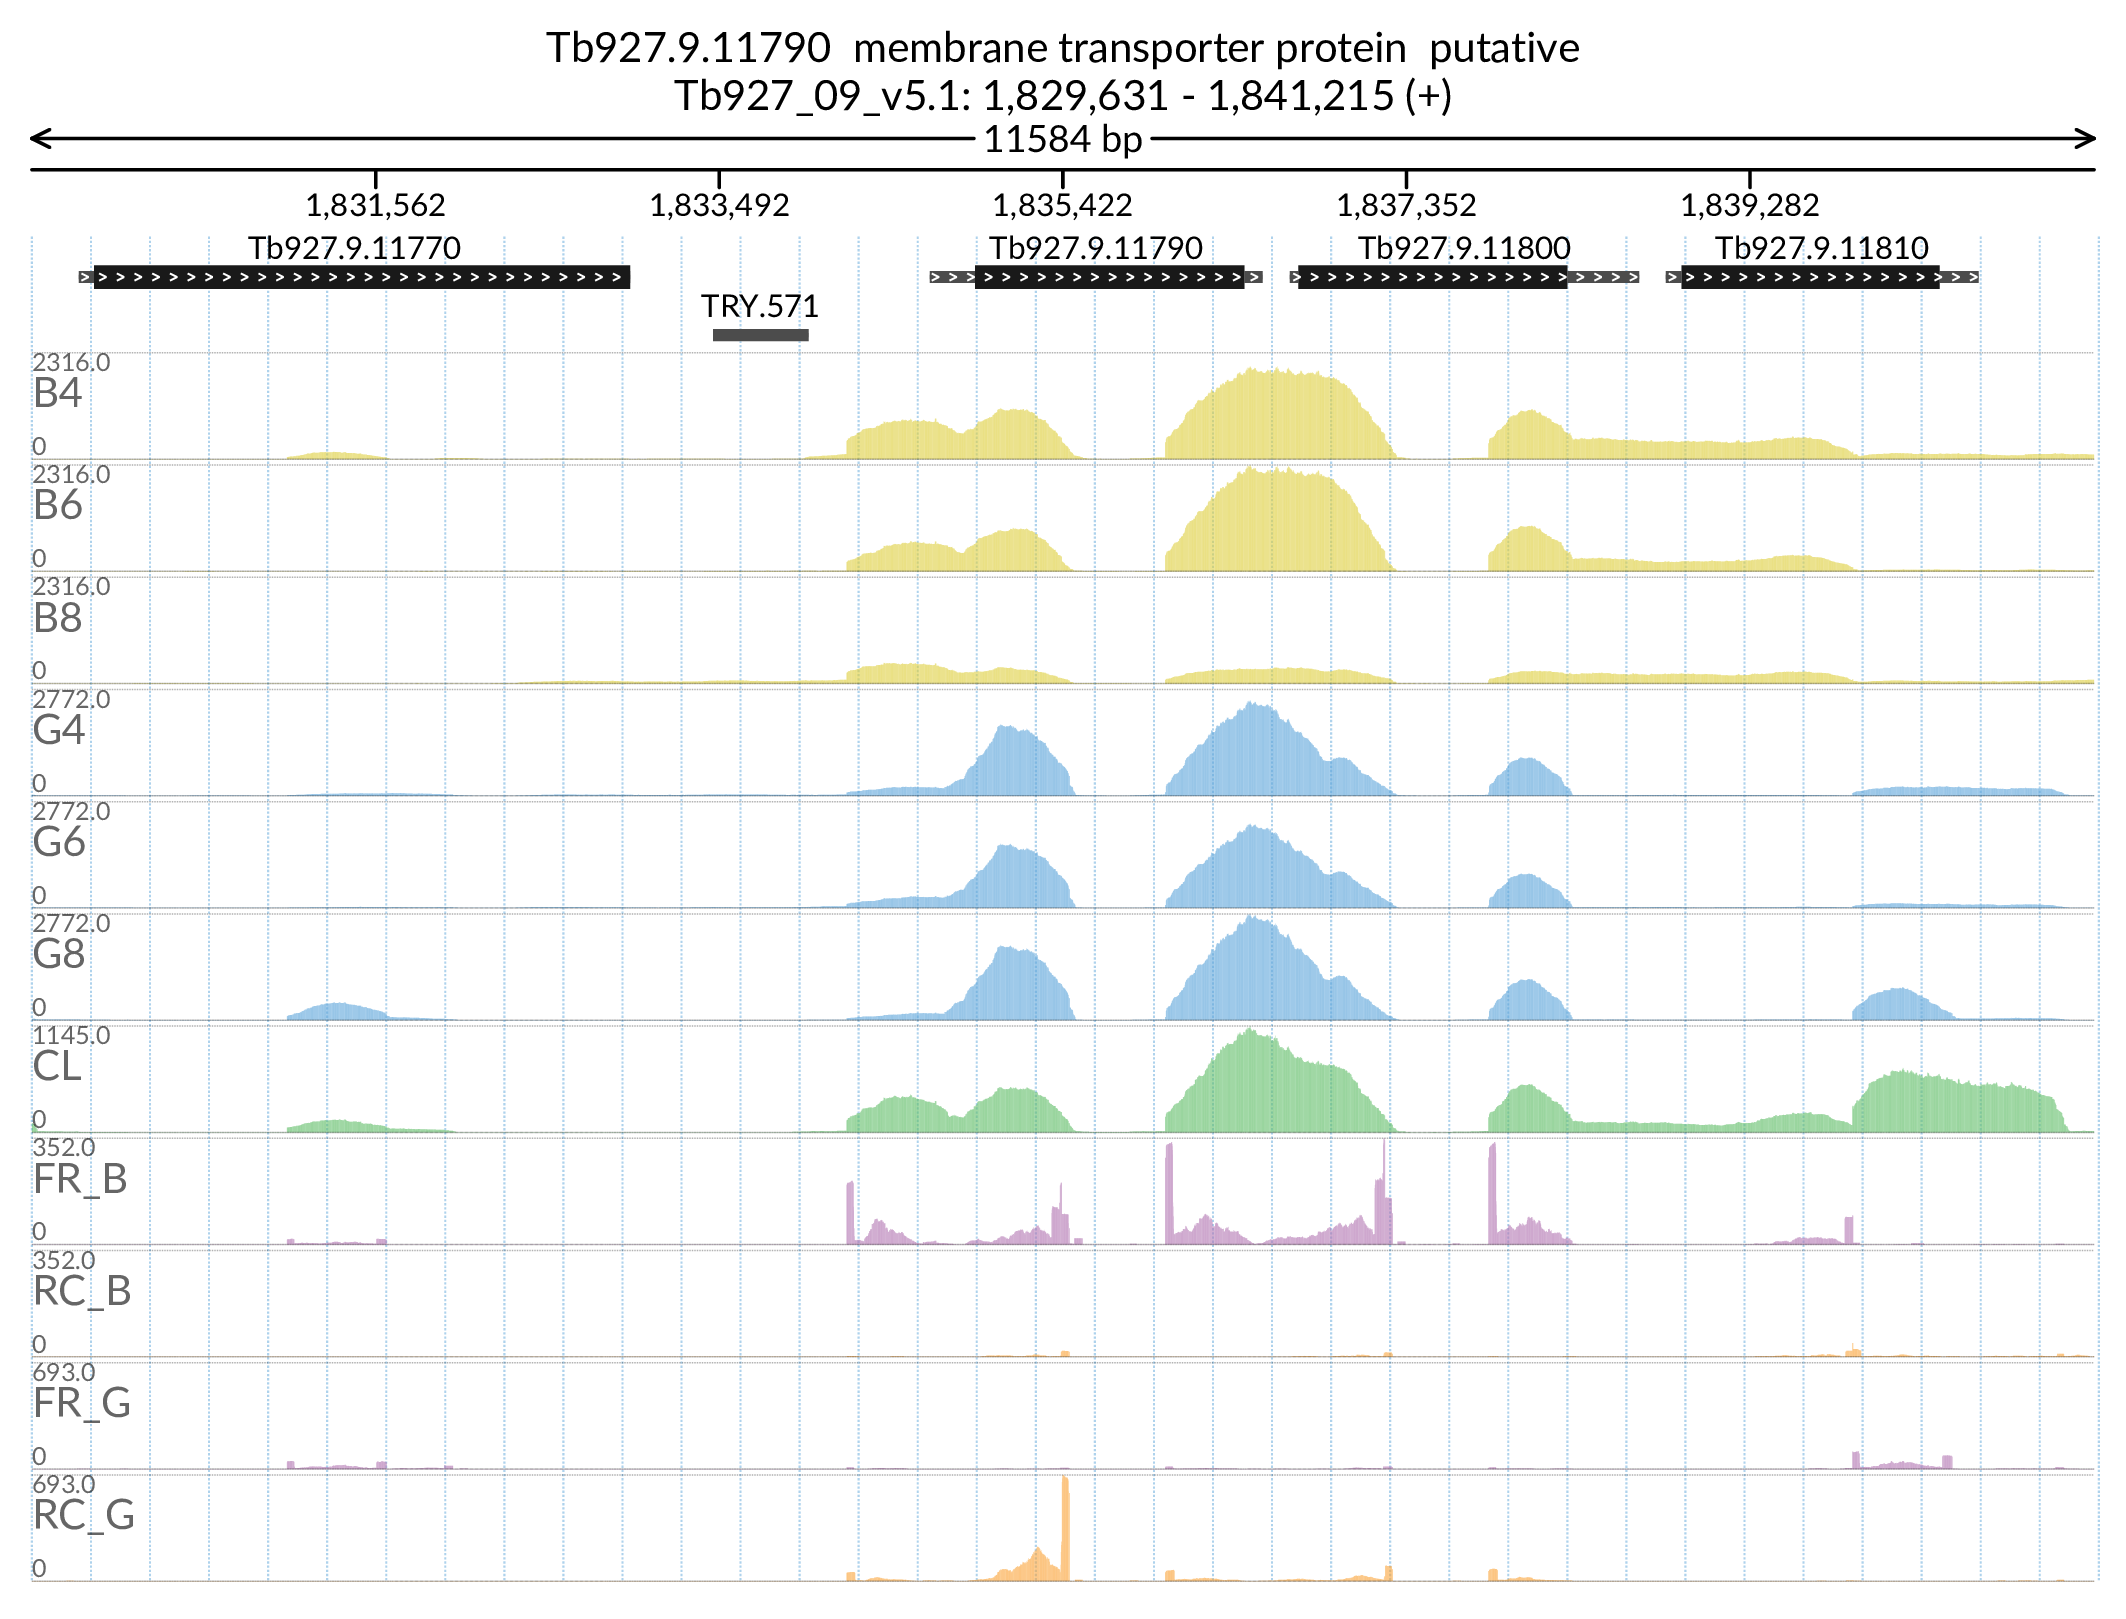 Tb927.9.11790  membrane transporter protein  putative
Tb927_09_v5.1: 1,829,631 - 1,841,215 (+)
11584 bp
1,831,562 1,833,492 1,835,422 1,837,352 1,839,282
Tb927.9.11770 Tb927.9.11790 Tb927.9.11800 Tb927.9.11810
TRY.571
2316.0
B4
0
2316.0
B6
0
2316.0
B8
0
2772.0
G4
0
2772.0
G6
0
2772.0
G8
0
1145.0
CL
0
352.0
FR_B
0
352.0
RC_B
0
693.0
FR_G
0
693.0
RC_G
0